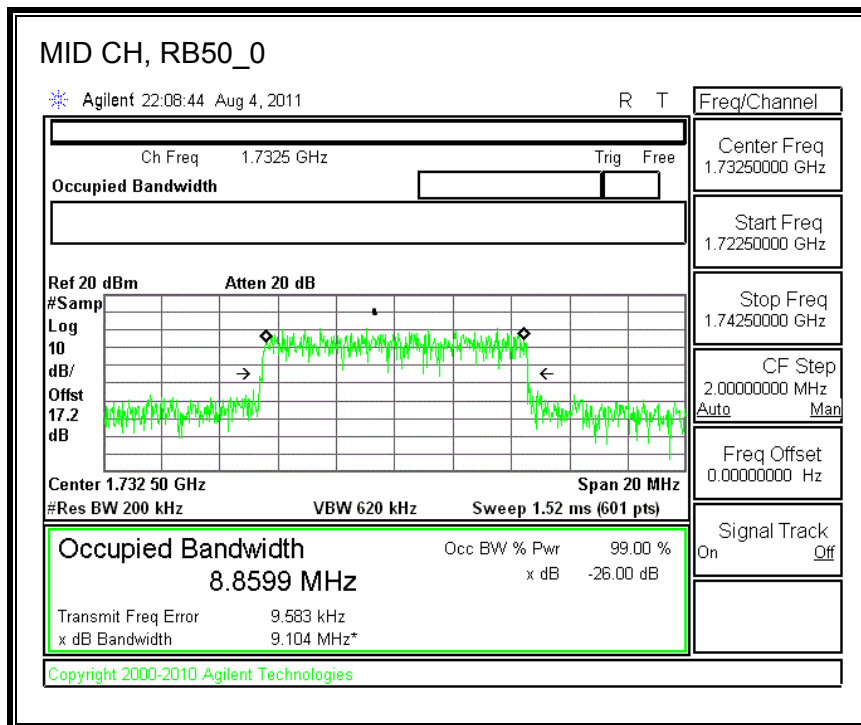 MID CH, RB50_0
Agilent 22:08:44 Aug 4, 2011 R T
Ch Freq 1.7325 GHz Trig Free
Occupied Bandwidth
Ref 20 dBm Atten 20 dB
#Samp
Log
10
dB/
Offst
17.2
dB
Center 1.732 50 GHz Span 20 MHz
#Res BW 200 kHz VBW 620 kHz Sweep 1.52 ms (601 pts)
Occupied Bandwidth
8.8599 MHz
Occ BW % Pwr 99.00 %
x dB -26.00 dB
Transmit Freq Error 9.583 kHz
x dB Bandwidth 9.104 MHz*
Copyright 2000-2010 Agilent Technologies
Freq/Channel
Center Freq
1.73250000 GHz
Start Freq
1.72250000 GHz
Stop Freq
1.74250000 GHz
CF Step
2.00000000 MHz
Auto Man
Freq Offset
0.00000000 Hz
Signal Track
On Off